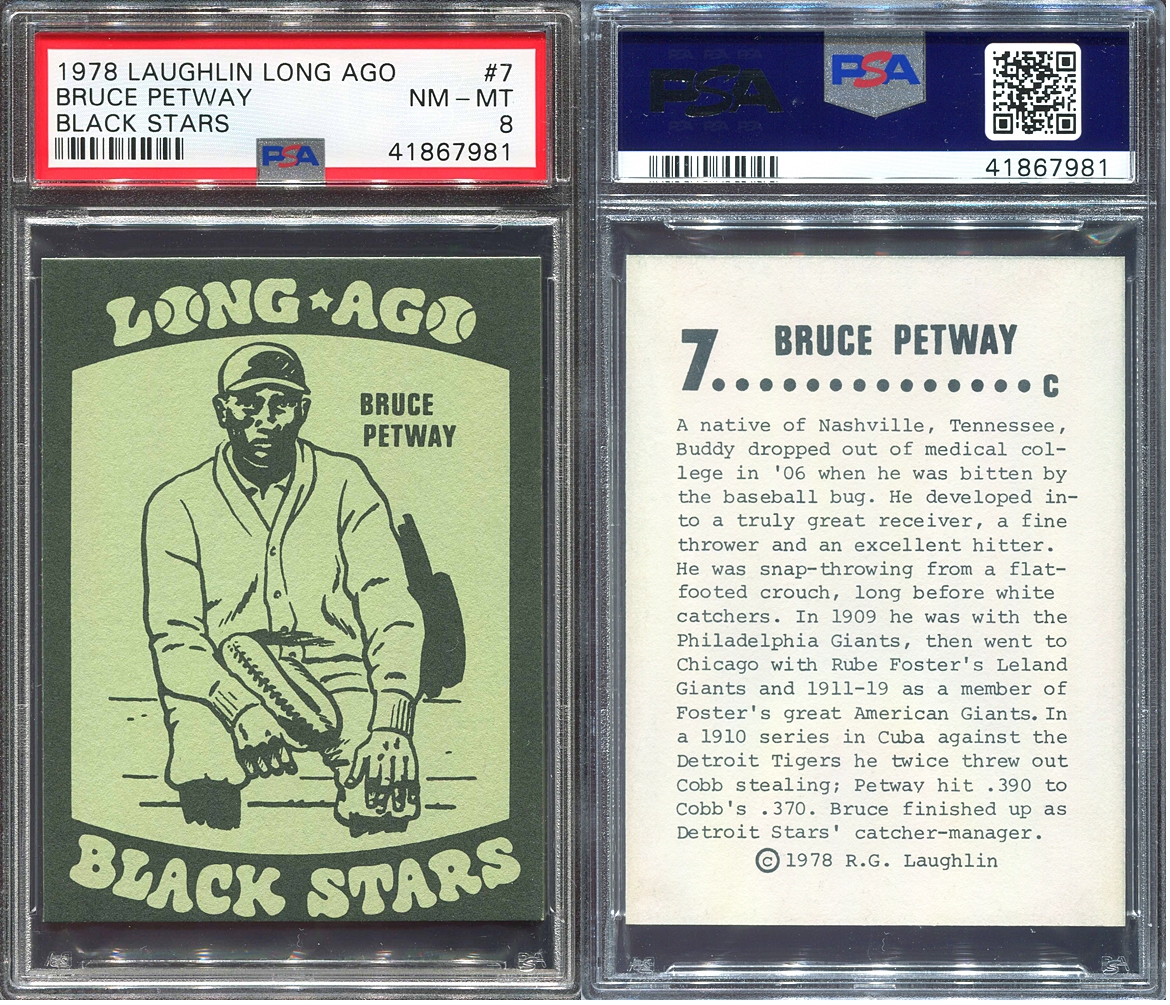 1978 LAUGHLIN LONG AGO #7
BRUCE PETWAY NM - MT
BLACK STARS 8
PSA 41867981
LONG AGO
BRUCE
PETWAY
BLACK STARS
PSA PSA
41867981
7 BRUCE PETWAY
C
A native of Nashville, Tennessee,
Buddy dropped out of medical col-
lege in '06 when he was bitten by
the baseball bug. He developed in-
to a truly great receiver, a fine
thrower and an excellent hitter.
He was snap-throwing from a flat-
footed crouch, long before white
catchers. In 1909 he was with the
Philadelphia Giants, then went to
Chicago with Rube Foster's Leland
Giants and 1911-19 as a member of
Foster's great American Giants. In
a 1910 series in Cuba against the
Detroit Tigers he twice threw out
Cobb stealing; Petway hit .390 to
Cobb's .370. Bruce finished up as
Detroit Stars' catcher-manager.
©1978 R.G. Laughlin